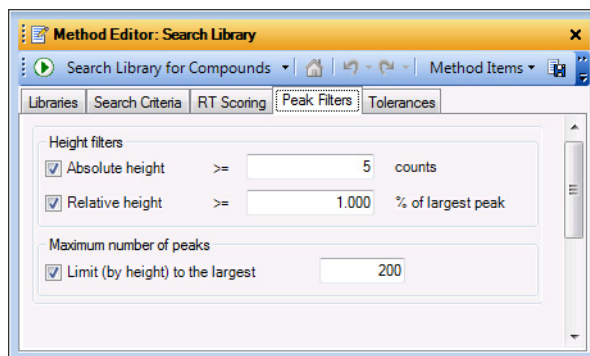 Method Editor: Search Library
Search Library for Compounds Method Items
Libraries Search Criteria RT Scoring Peak Filters Tolerances
Height filters
Absolute height >= 5 counts
Relative height >= 1.000 % of largest peak
Maximum number of peaks
Limit (by height) to the largest 200